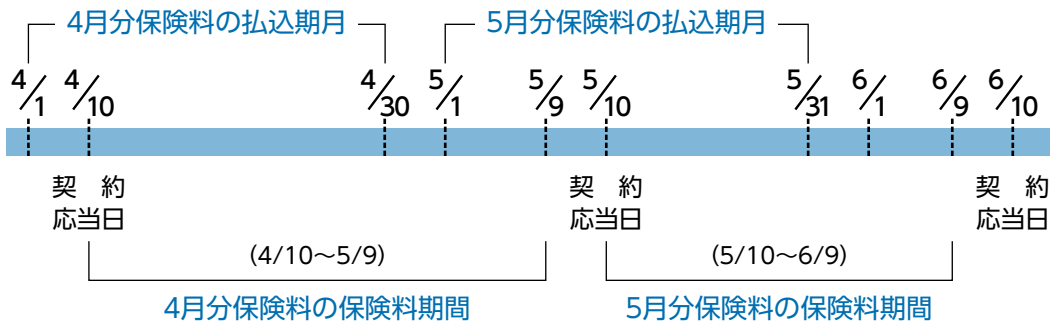 4月分保険料の払込期月 5月分保険料の払込期月
4/1 4/10 4/30 5/1 5/9 5/10 5/31 6/1 6/9 6/10
契約 契約 契約
応当日 応当日 応当日
(4/10~5/9) (5/10~6/9)
4月分保険料の保険料期間 5月分保険料の保険料期間